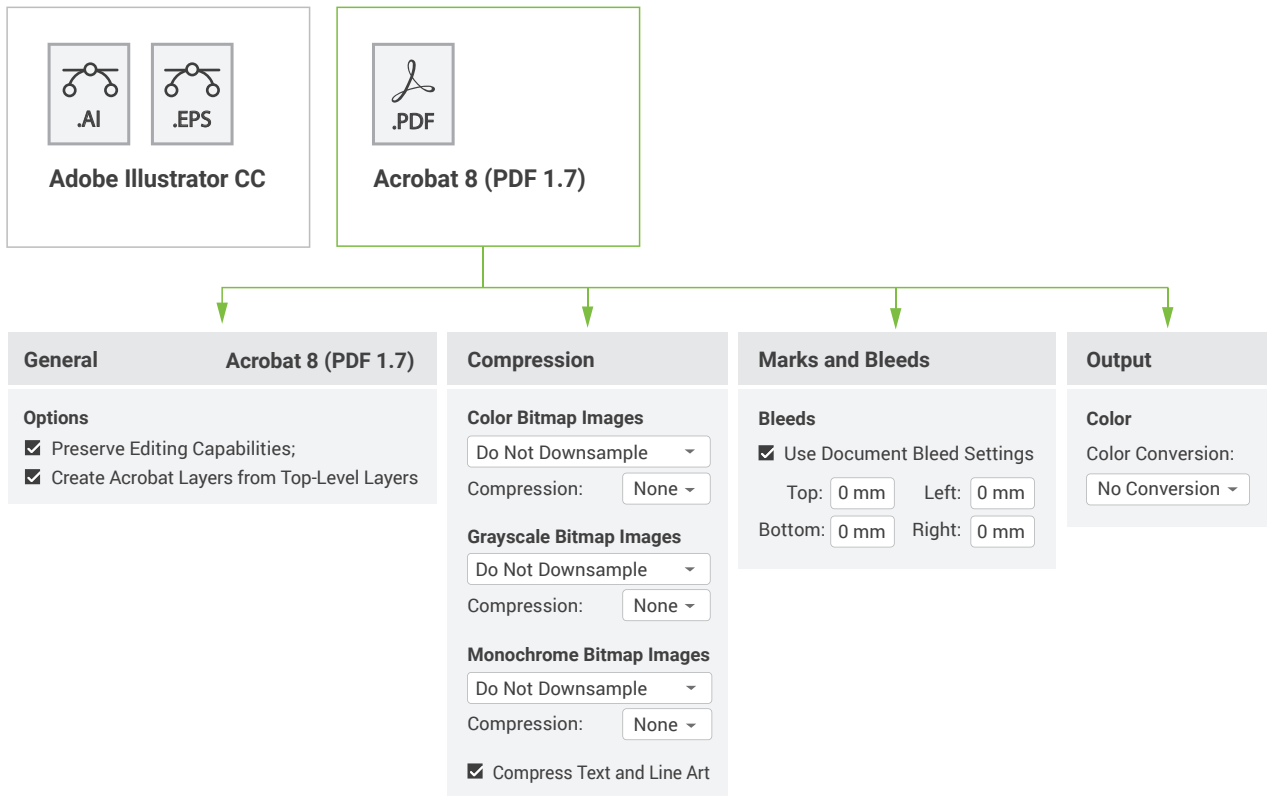 .AI
.EPS
Adobe Illustrator CC
.PDF
Acrobat 8 (PDF 1.7)
General Acrobat 8 (PDF 1.7)
Options
Preserve Editing Capabilities;
Create Acrobat Layers from Top-Level Layers
Compression
Color Bitmap Images
Do Not Downsample
Compression: None
Grayscale Bitmap Images
Do Not Downsample
Compression: None
Monochrome Bitmap Images
Do Not Downsample
Compression: None
Compress Text and Line Art
Marks and Bleeds
Bleeds
Use Document Bleed Settings
Top: 0 mm Left: 0 mm
Bottom: 0 mm Right: 0 mm
Output
Color
Color Conversion:
No Conversion